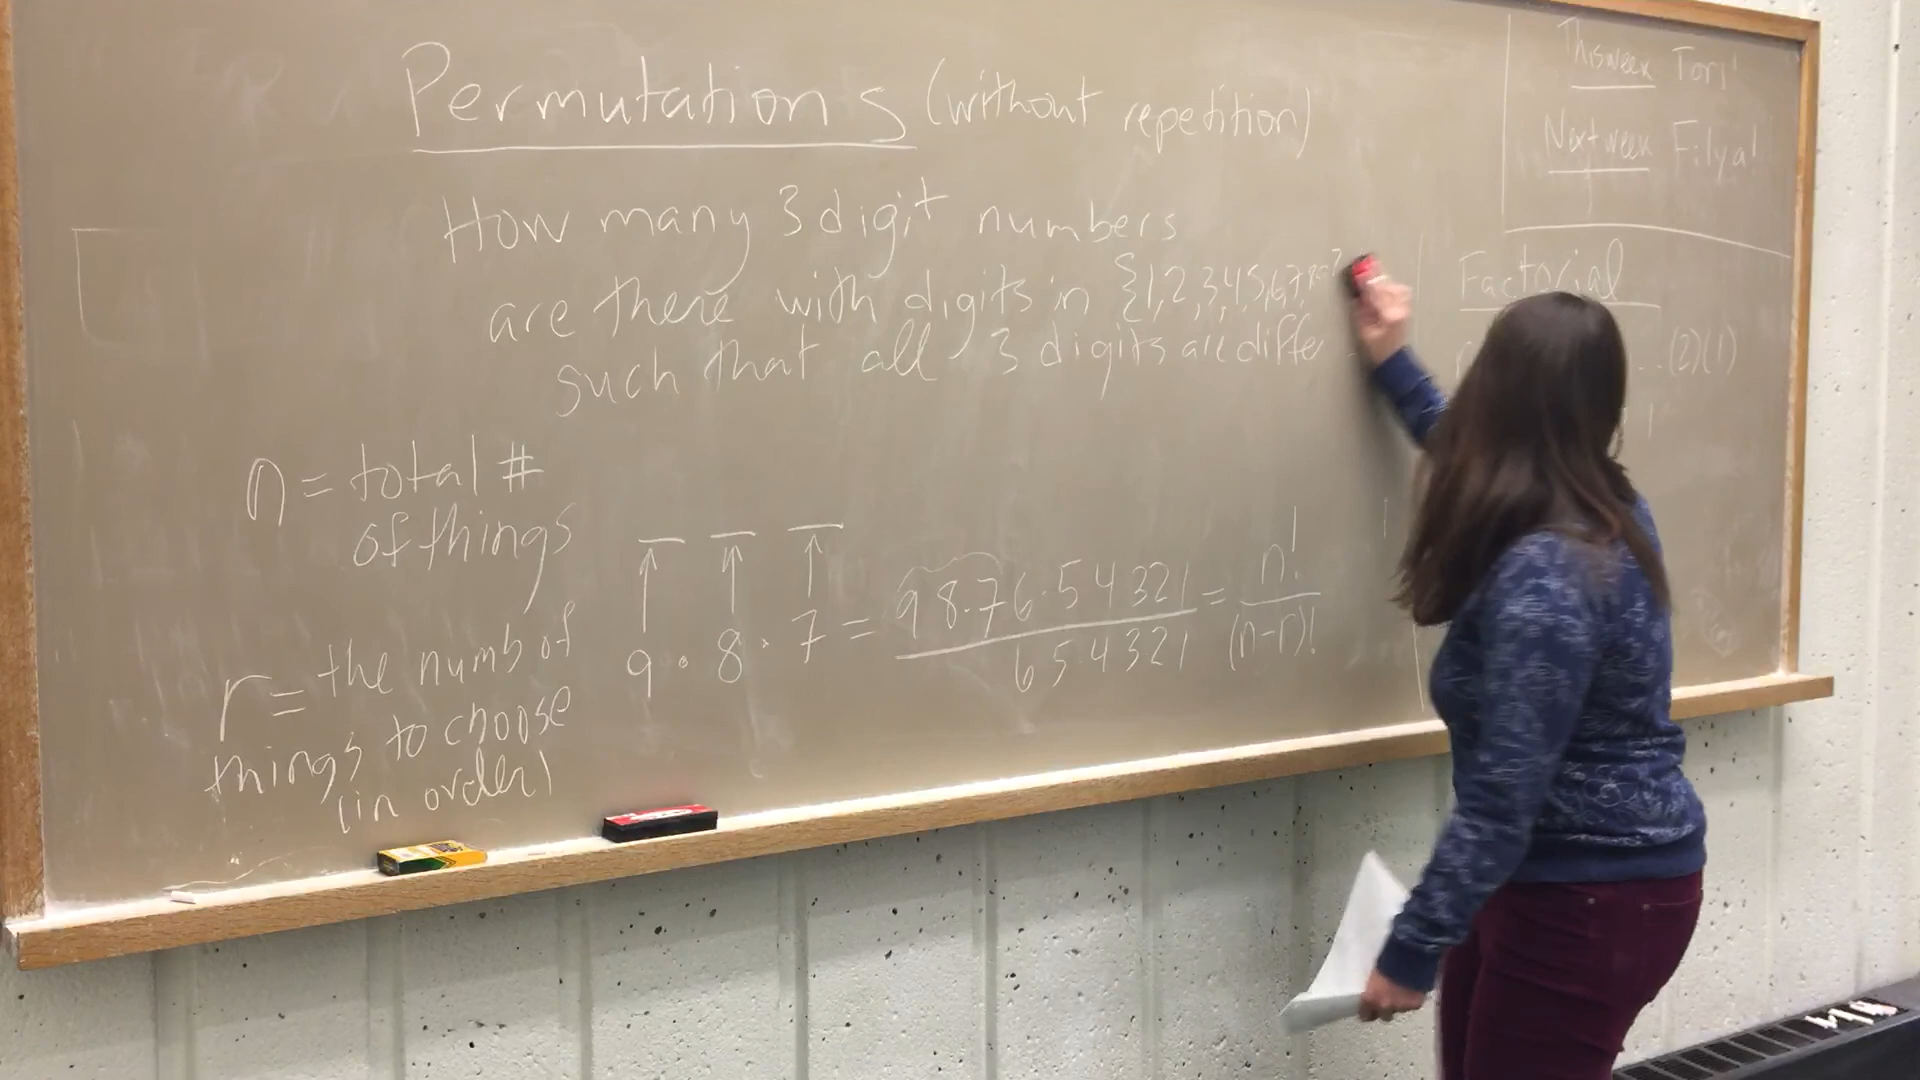 Permutations (without repetition)
How many 3 digit numbers
are there with digits in {1,2,3,4,5,6,7,8
such that all 3 digits are differe
n = total #
of things
r = the numb of
things to choose
(in order)
9 · 8 · 7 = 9 8·7 6·5 4 3 2 1 / 6 5 4 3 2 1 = n! / (n-r)!
This week Tori
Next week Filya
Factorial
...(2)(1)